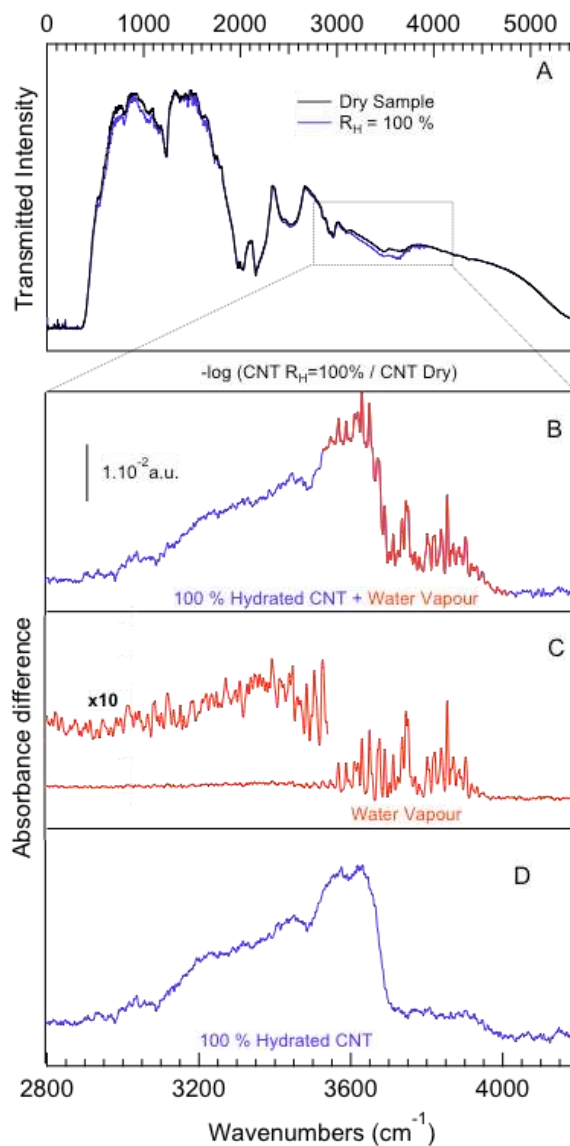 0 1000 2000 3000 4000 5000
A
Dry Sample
R_H = 100 %
Transmitted Intensity
-log (CNT R_H=100% / CNT Dry)
B
1.10^-2 a.u.
100 % Hydrated CNT + Water Vapour
C
x10
Absorbance difference
Water Vapour
D
100 % Hydrated CNT
2800 3200 3600 4000
Wavenumbers (cm^-1)